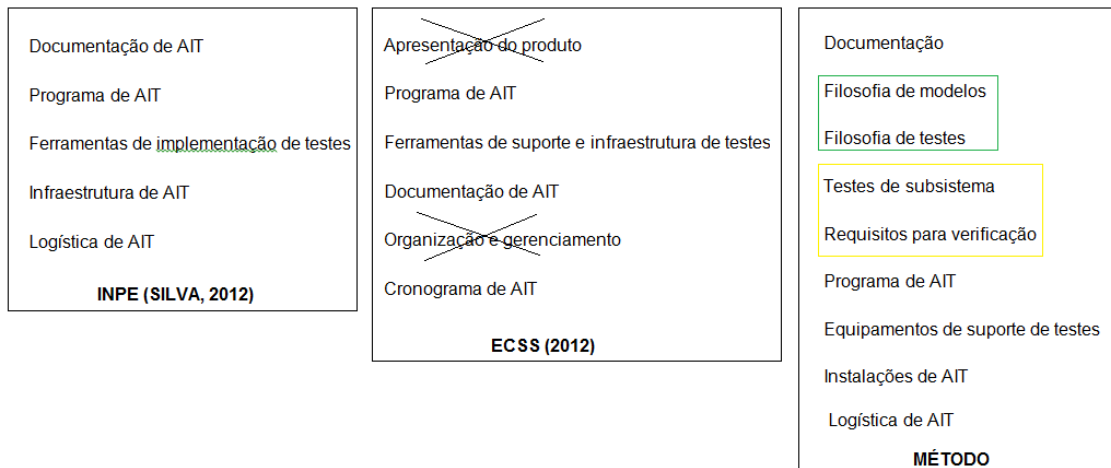 Documentação de AIT
Programa de AIT
Ferramentas de implementação de testes
Infraestrutura de AIT
Logística de AIT
INPE (SILVA, 2012)
Apresentação do produto
Programa de AIT
Ferramentas de suporte e infraestrutura de testes
Documentação de AIT
Organização e gerenciamento
Cronograma de AIT
ECSS (2012)
Documentação
Filosofia de modelos
Filosofia de testes
Testes de subsistema
Requisitos para verificação
Programa de AIT
Equipamentos de suporte de testes
Instalações de AIT
Logística de AIT
MÉTODO